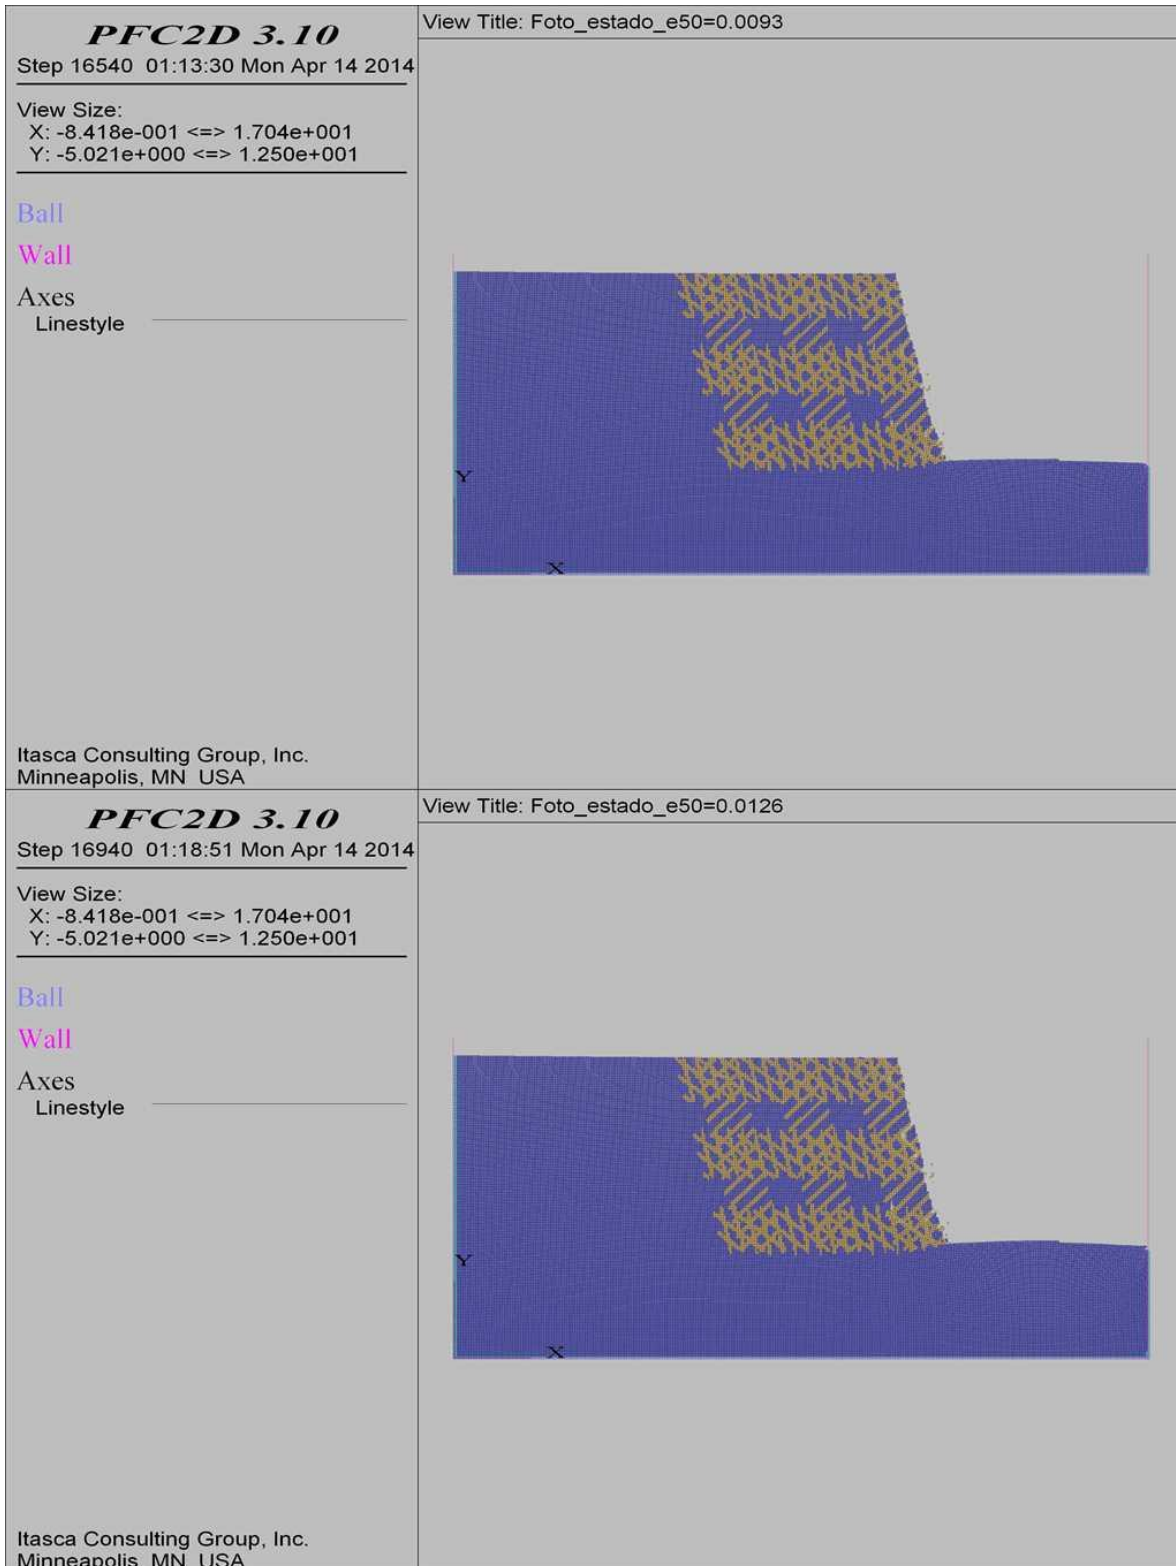 PFC2D 3.10
Step 16540 01:13:30 Mon Apr 14 2014
View Size:
X: -8.418e-001 <=> 1.704e+001
Y: -5.021e+000 <=> 1.250e+001
Ball
Wall
Axes
Linestyle
Itasca Consulting Group, Inc.
Minneapolis, MN USA
View Title: Foto_estado_e50=0.0093
Y
X
PFC2D 3.10
Step 16940 01:18:51 Mon Apr 14 2014
View Size:
X: -8.418e-001 <=> 1.704e+001
Y: -5.021e+000 <=> 1.250e+001
Ball
Wall
Axes
Linestyle
Itasca Consulting Group, Inc.
Minneapolis, MN USA
View Title: Foto_estado_e50=0.0126
Y
X